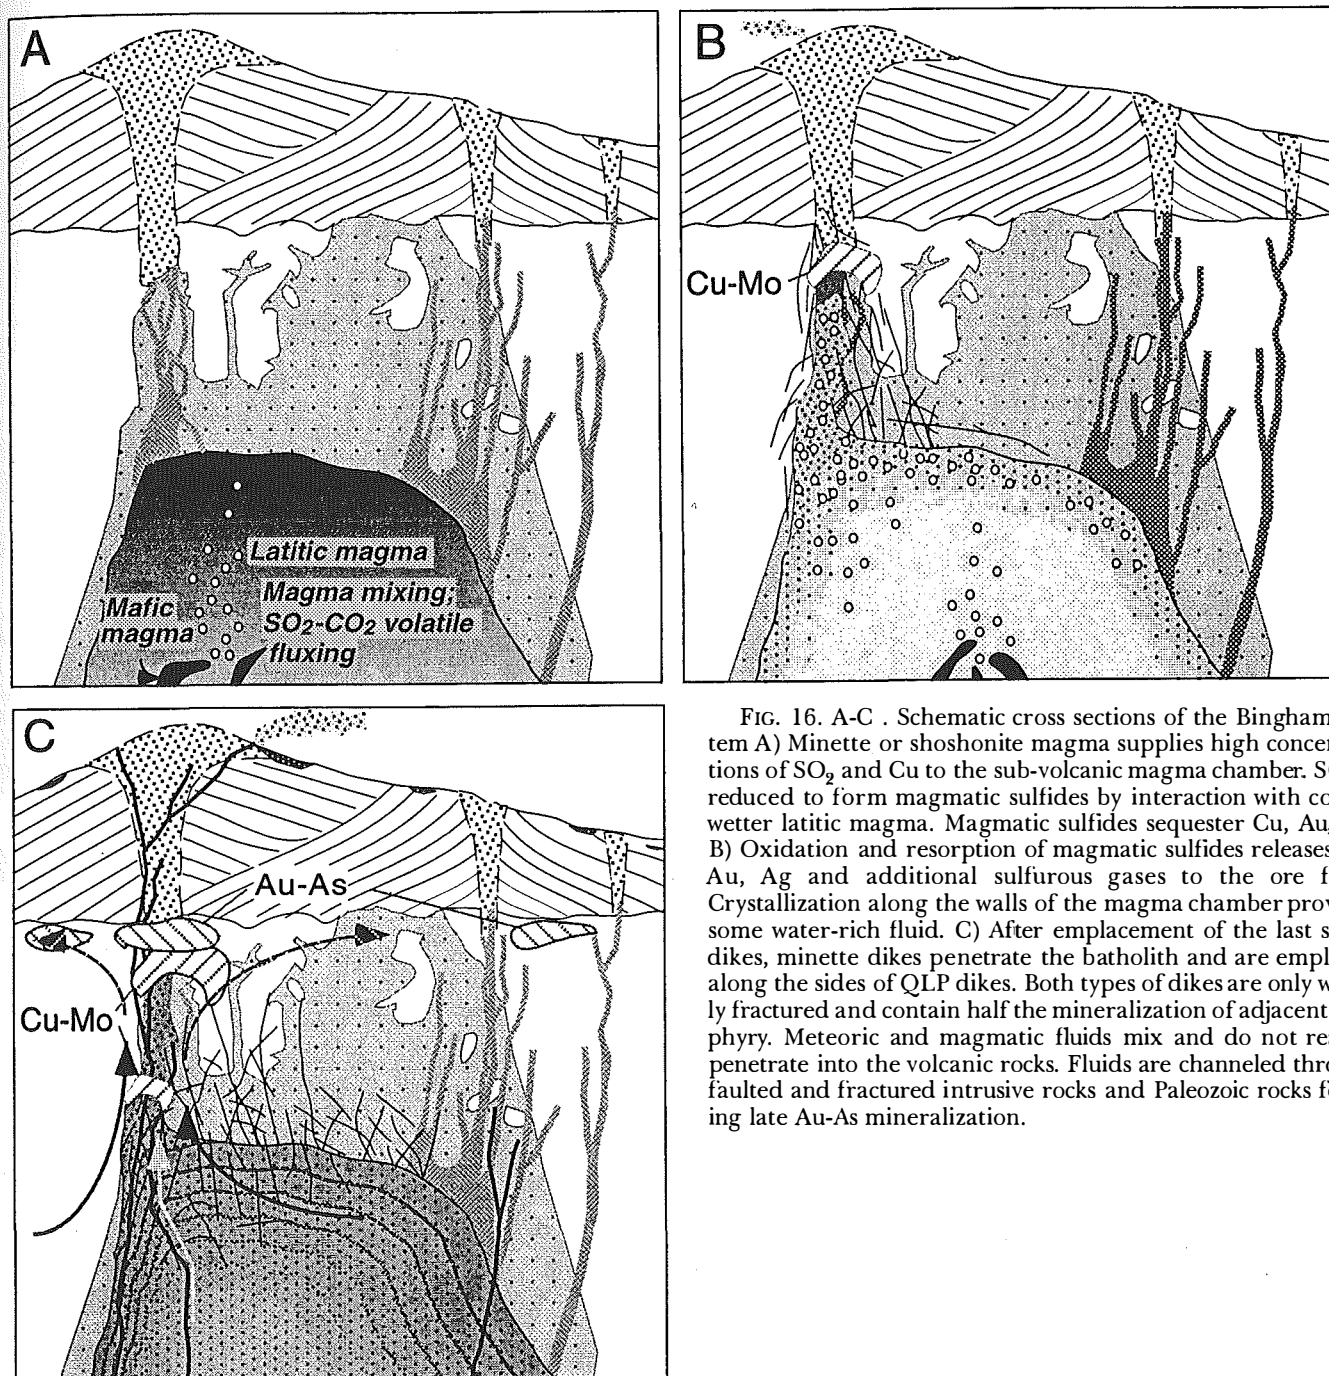 A
Latitic magma
Magma mixing;
SO₂-CO₂ volatile
fluxing
Mafic
magma
B
Cu-Mo
C
Au-As
Cu-Mo
FIG. 16. A-C . Schematic cross sections of the Bingham
tem A) Minette or shoshonite magma supplies high concen
tions of SO₂ and Cu to the sub-volcanic magma chamber.
reduced to form magmatic sulfides by interaction with co
wetter latitic magma. Magmatic sulfides sequester Cu, Au,
B) Oxidation and resorption of magmatic sulfides releases
Au, Ag and additional sulfurous gases to the ore f
Crystallization along the walls of the magma chamber prov
some water-rich fluid. C) After emplacement of the last s
dikes, minette dikes penetrate the batholith and are empl
along the sides of QLP dikes. Both types of dikes are only w
ly fractured and contain half the mineralization of adjacent
phyry. Meteoric and magmatic fluids mix and do not re
penetrate into the volcanic rocks. Fluids are channeled thro
faulted and fractured intrusive rocks and Paleozoic rocks f
ing late Au-As mineralization.